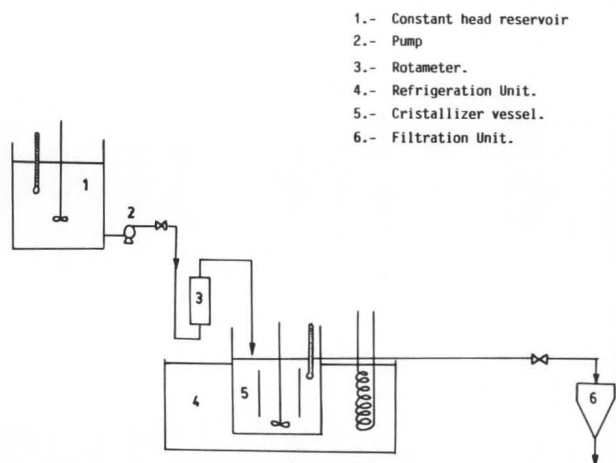 1.- Constant head reservoir
2.- Pump
3.- Rotameter.
4.- Refrigeration Unit.
5.- Cristallizer vessel.
6.- Filtration Unit.
1
2
3
4
5
6